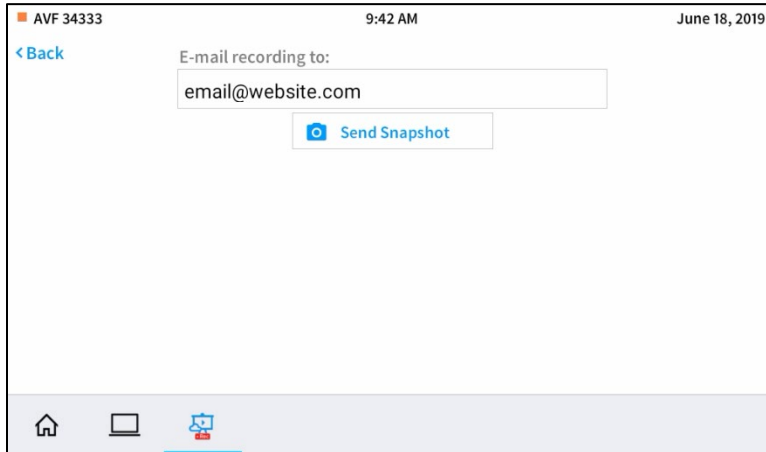 AVF 34333 9:42 AM June 18, 2019
Back
E-mail recording to:
email@website.com
Send Snapshot